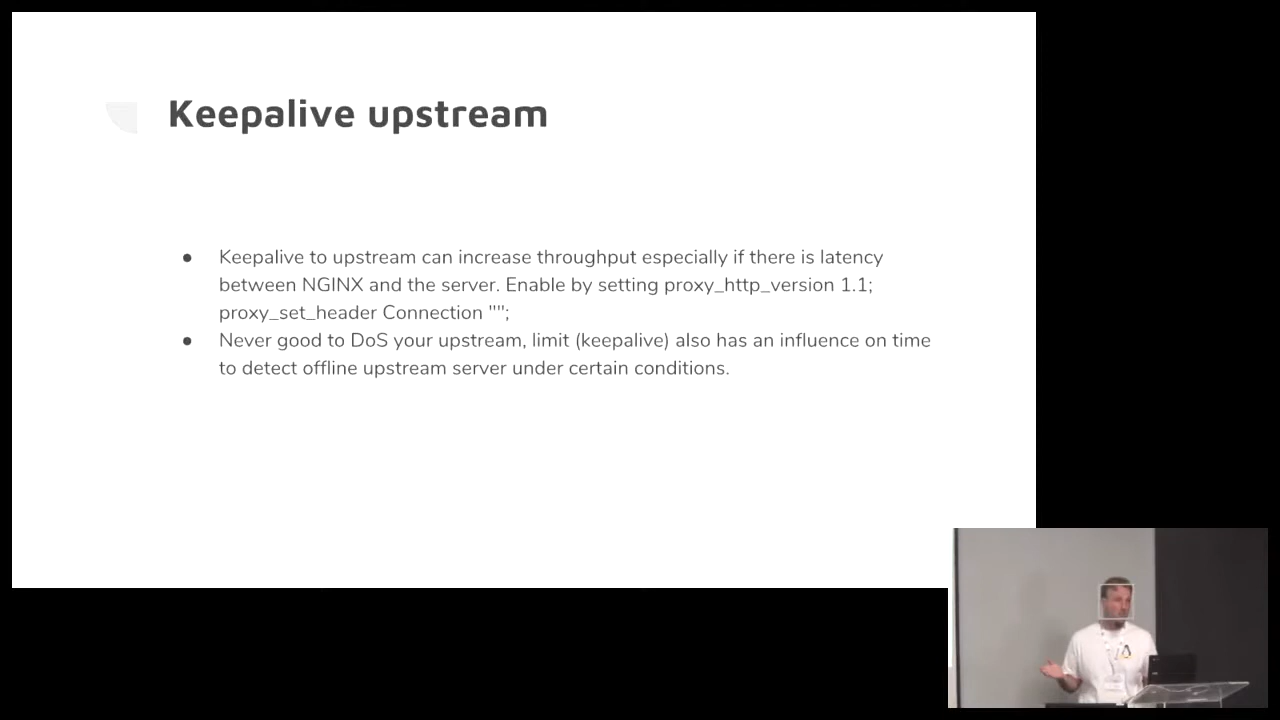 Keepalive upstream
● Keepalive to upstream can increase throughput especially if there is latency
between NGINX and the server. Enable by setting proxy_http_version 1.1;
proxy_set_header Connection "";
● Never good to DoS your upstream, limit (keepalive) also has an influence on time
to detect offline upstream server under certain conditions.